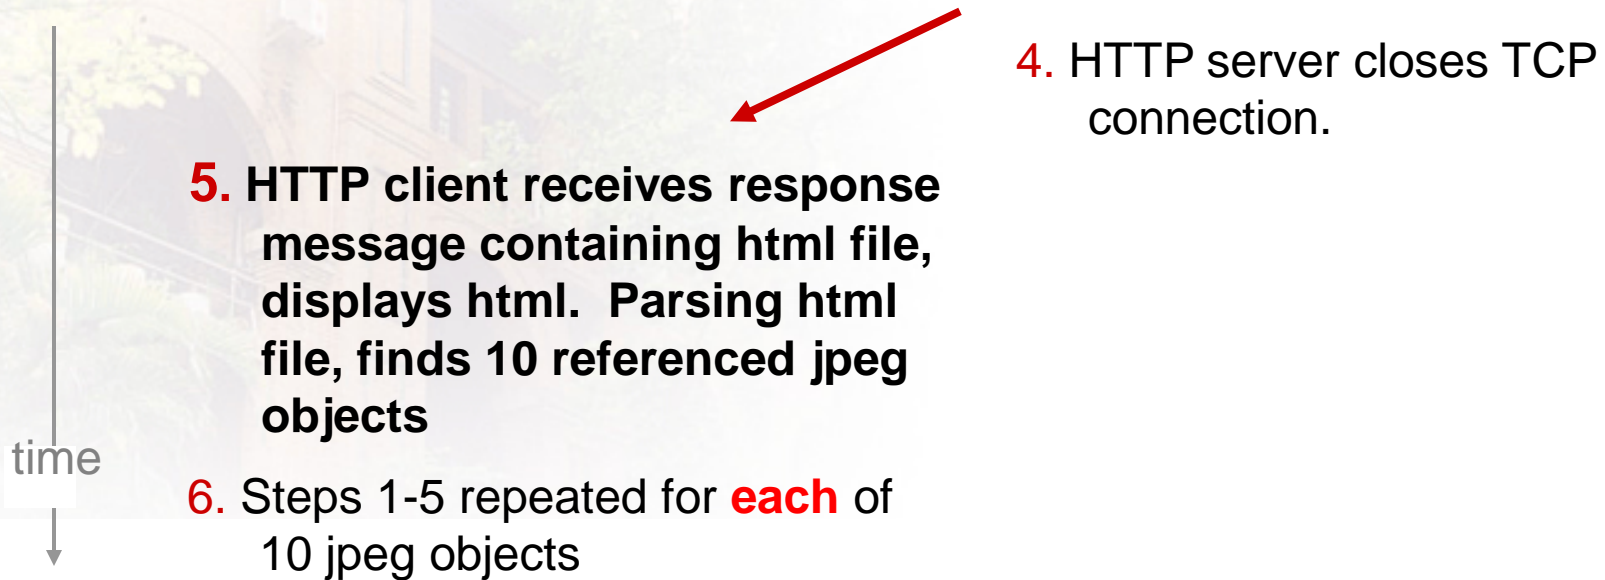 4. HTTP server closes TCP
connection.
5. HTTP client receives response
message containing html file,
displays html.  Parsing html
file, finds 10 referenced jpeg
objects
time
6. Steps 1-5 repeated for each of
10 jpeg objects